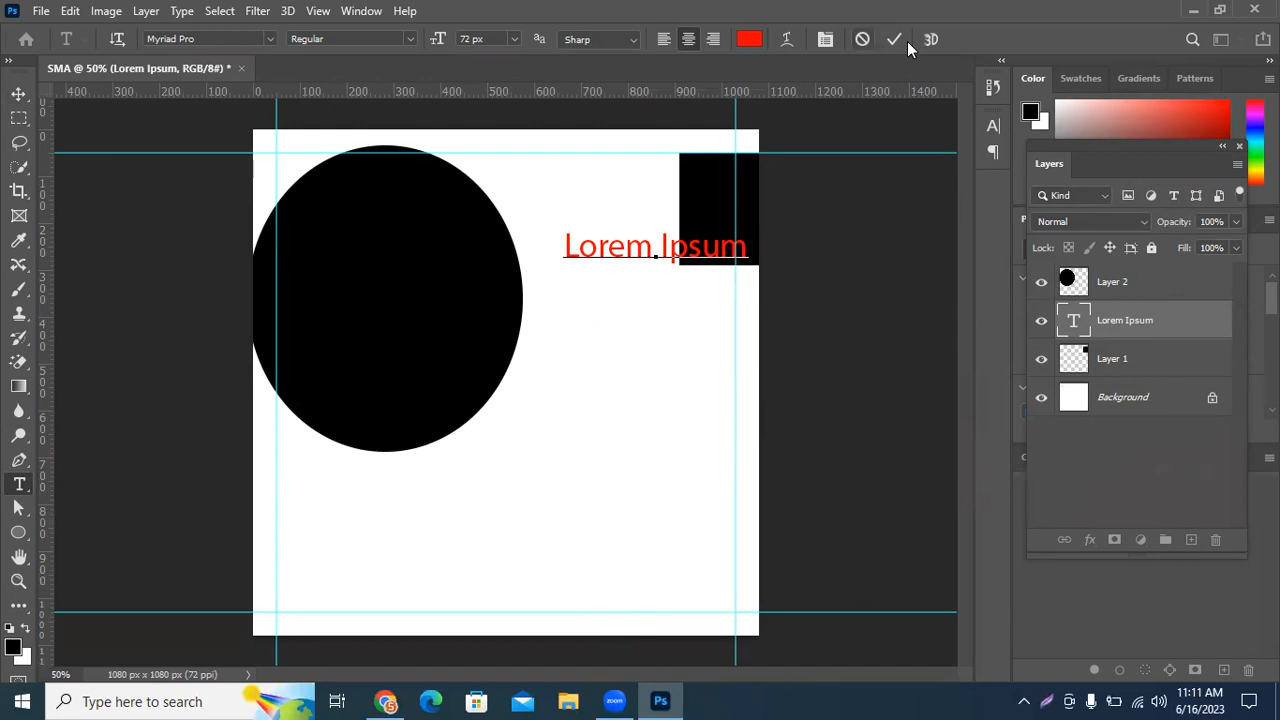 Ps File Edit Image Layer Type Select Filter 3D View Window Help
T Myriad Pro Regular 72 px Sharp 3D
SMA @ 50% (Lorem Ipsum, RGB/8#) * ×
400 300 200 100 0 100 200 300 400 500 600 700 800 900 1000 1100 1200 1300 1400
Color Swatches Gradients Patterns
Layers
Kind
Normal Opacity: 100%
Lock: Fill: 100%
Layer 2
Lorem Ipsum
Layer 1
Background
Lorem Ipsum
50% 1080 px x 1080 px (72 ppi)
Type here to search
zoom
Ps
:11 AM
6/16/2023